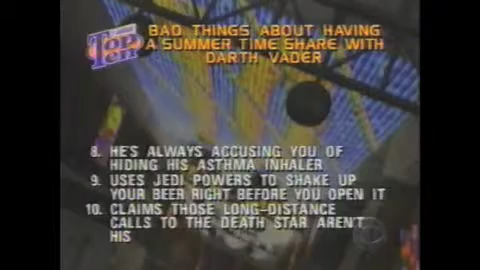 Top Ten
BAD THINGS ABOUT HAVING
A SUMMER TIME SHARE WITH
DARTH VADER
8. HE'S ALWAYS ACCUSING YOU OF
HIDING HIS ASTHMA INHALER
9. USES JEDI POWERS TO SHAKE UP
YOUR BEER RIGHT BEFORE YOU OPEN IT
10. CLAIMS THOSE LONG-DISTANCE
CALLS TO THE DEATH STAR AREN'T
HIS